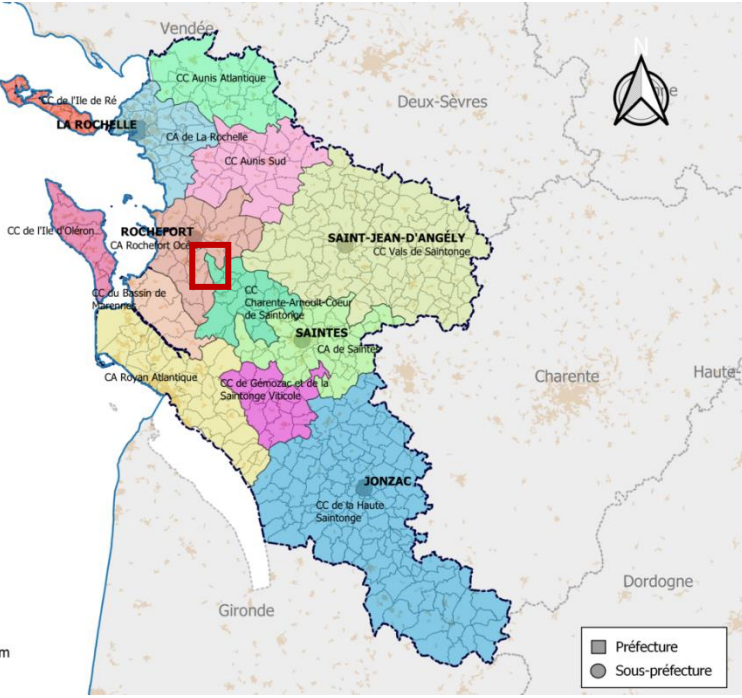 Vendée
CC Aunis Atlantique
N
CC de l'Ile de Ré
Deux-Sèvres
LA ROCHELLE
CA de La Rochelle
CC Aunis Sud
CC de l'Ile d'Oléron
ROCHEFORT
CA Rochefort Océ
SAINT-JEAN-D'ANGÉLY
CC Vals de Saintonge
CC du Bassin de
Marennes
CC
Charente-Arnoult-Coeur
de Saintonge
SAINTES
CA de Saintes
CA Royan Atlantique
CC de Gémozac et de la
Saintonge Viticole
Charente
Haute-
JONZAC
CC de la Haute
Saintonge
Dordogne
Gironde
m
Préfecture
Sous-préfecture